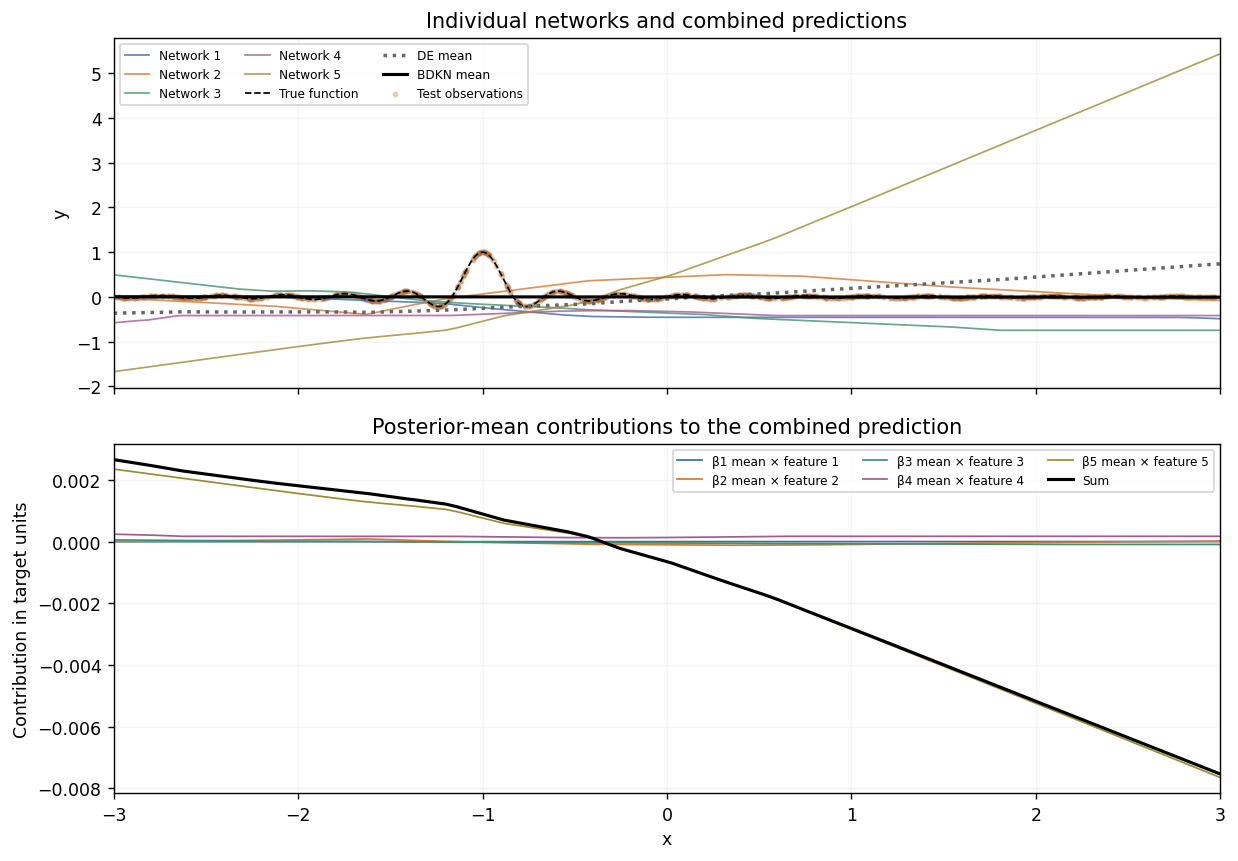 Individual networks and combined predictions
Network 1
Network 2
Network 3
Network 4
Network 5
True function
DE mean
BDKN mean
Test observations
y
5
4
3
2
1
0
−1
−2
Posterior-mean contributions to the combined prediction
β1 mean × feature 1
β2 mean × feature 2
β3 mean × feature 3
β4 mean × feature 4
β5 mean × feature 5
Sum
Contribution in target units
0.002
0.000
−0.002
−0.004
−0.006
−0.008
−3
−2
−1
0
1
2
3
x